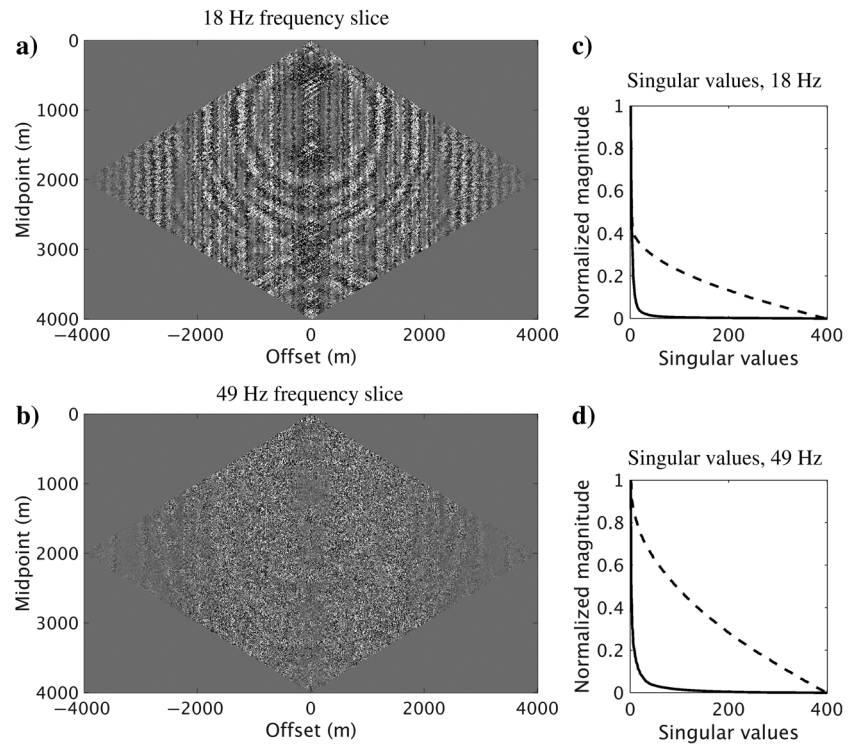 18 Hz frequency slice
a)
0
1000
2000
3000
4000
Midpoint (m)
−4000 −2000 0 2000 4000
Offset (m)
c)
Singular values, 18 Hz
1
0.8
0.6
0.4
0.2
0
Normalized magnitude
0 200 400
Singular values
49 Hz frequency slice
b)
0
1000
2000
3000
4000
Midpoint (m)
−4000 −2000 0 2000 4000
Offset (m)
d)
Singular values, 49 Hz
1
0.8
0.6
0.4
0.2
0
Normalized magnitude
0 200 400
Singular values